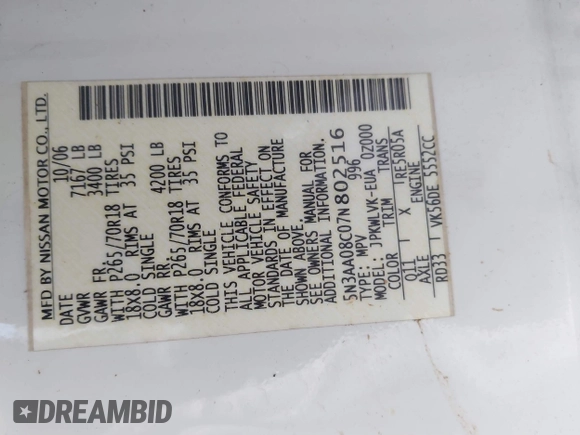 MFD BY NISSAN MOTOR CO., LTD.
10/06
GVWR 7167 LB
GAWR FR 3400 LB
WITH P265/70R18 TIRES
18X8.0 RIMS AT 35 PSI
COLD SINGLE
GAWR RR. 4200 LB
WITH P265/70R18 TIRES
18X8.0 RIMS AT 35 PSI
COLD SINGLE
THIS VEHICLE CONFORMS TO
ALL APPLICABLE FEDERAL
MOTOR VEHICLE SAFETY
STANDARDS IN EFFECT ON
THE DATE OF MANUFACTURE
SHOWN ABOVE.
SEE OWNERS MANUAL FOR
ADDITIONAL INFORMATION.
5N3AA08C07N802516
TYPE: MPV 996
MODEL: JPKWLVK-EUA 02000
COLOR TRIM TRANS
Q11 X RE5R05A
AXLE ENGINE
RD33 VK56DE 5552CC
DREAMBID